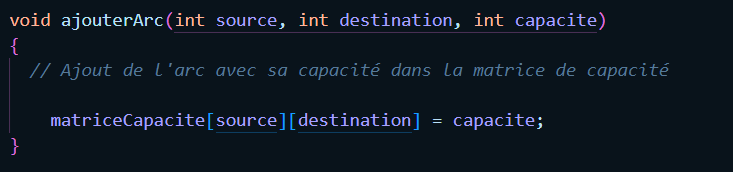 void ajouterArc(int source, int destination, int capacite)
{
// Ajout de l'arc avec sa capacité dans la matrice de capacité
matriceCapacite[source][destination] = capacite;
}